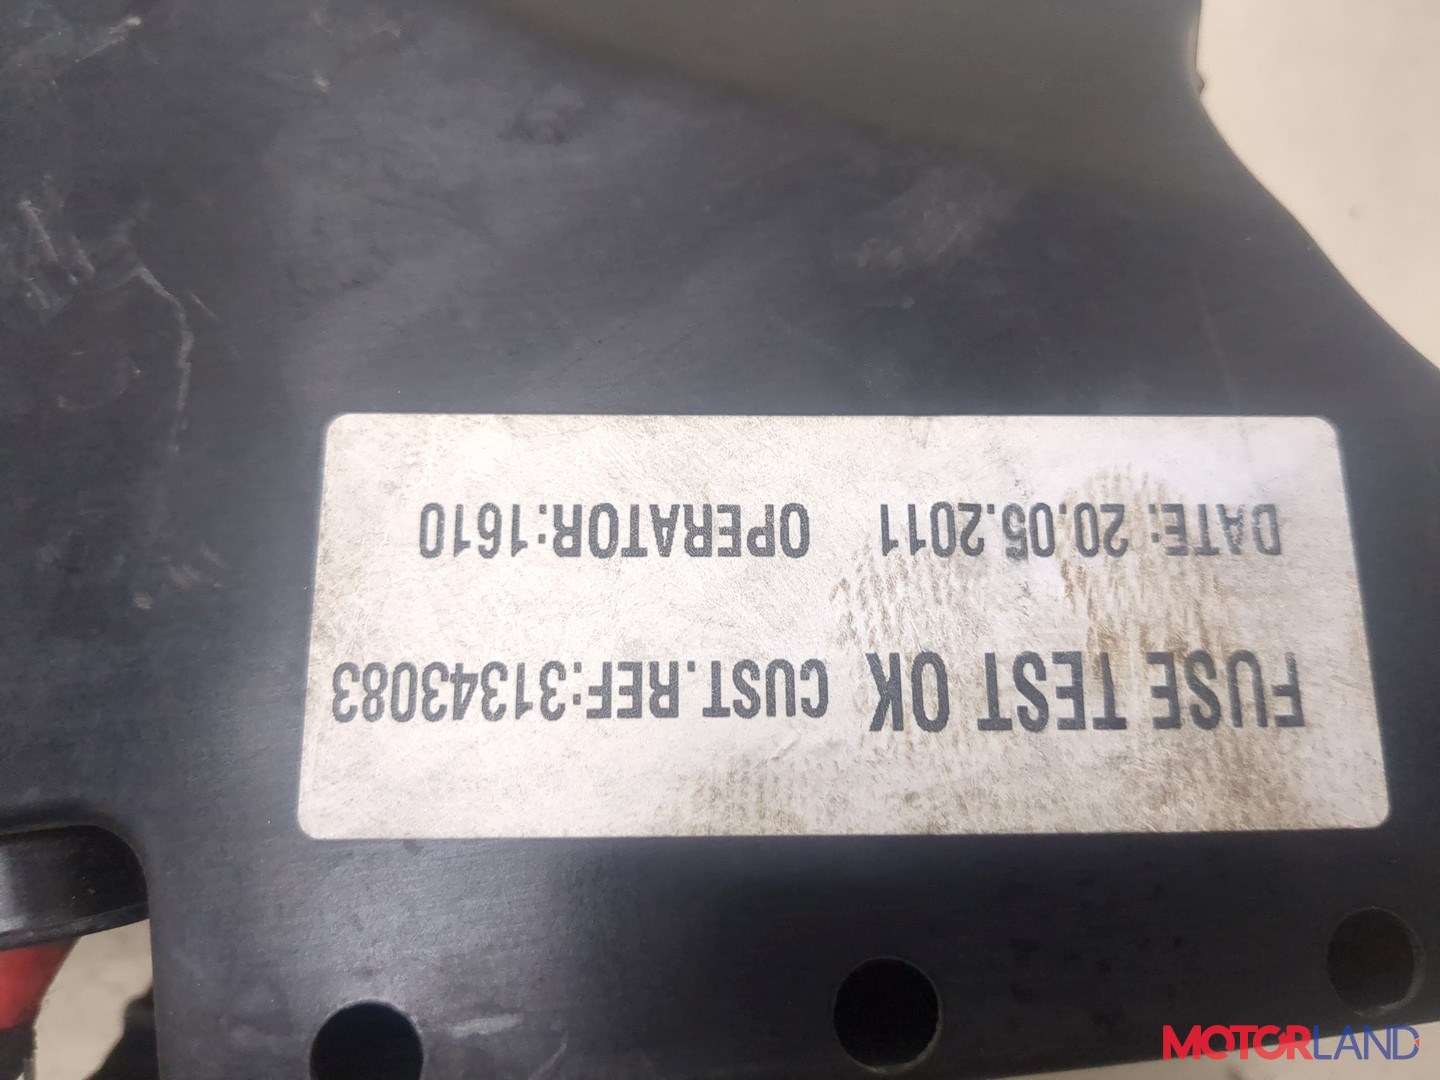 FUSE TEST OK CUST.REF:31343083
DATE: 20.05.2011 OPERATOR:1610
MOTORLAND